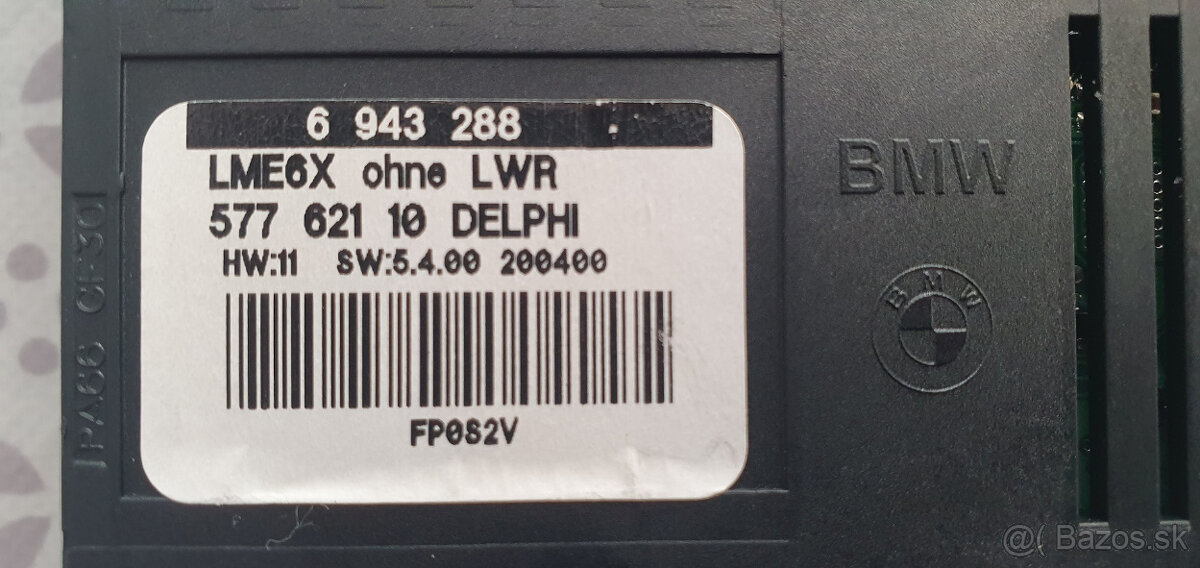 6 943 288
LME6X ohne LWR
577 621 10 DELPHI
HW:11 SW:5.4.00 200400
FP0S2V
BMW
BMW
PA66
@( Bazos.sk